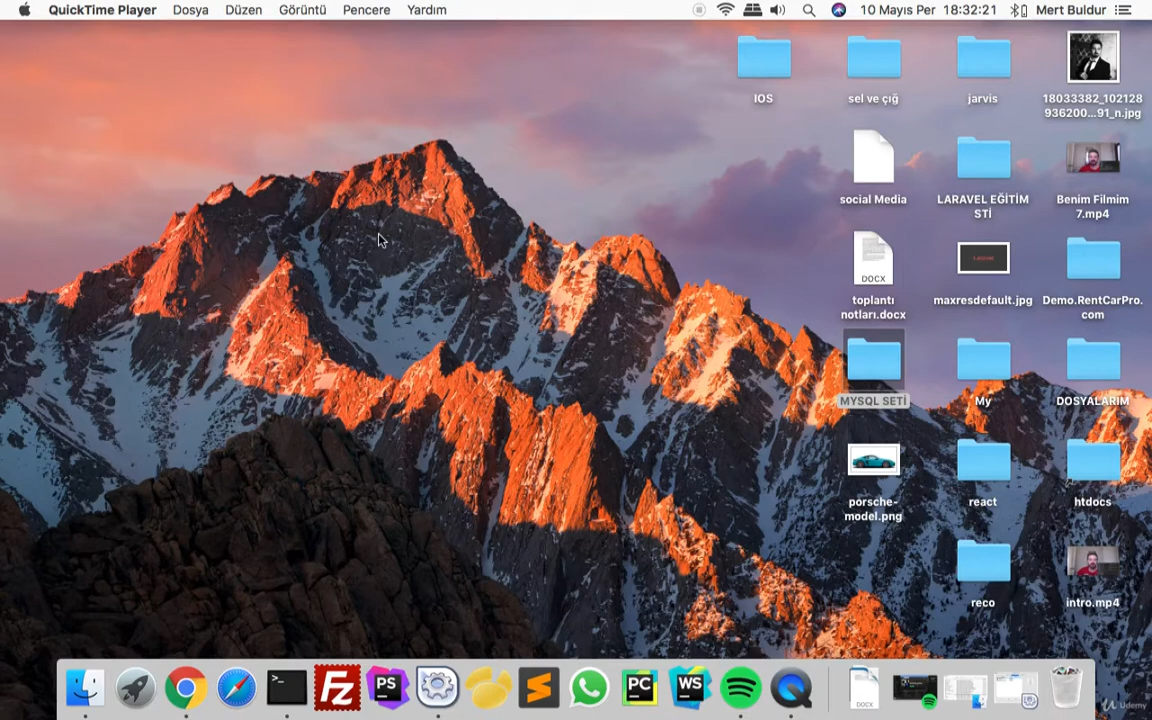 QuickTime Player Dosya Düzen Görüntü Pencere Yardım 10 Mayıs Per 18:32:21 Mert Buldur
IOS
sel ve çığ
jarvis
18033382_102128
936200...91_n.jpg
social Media
LARAVEL EĞİTİM
STİ
Benim Filmim
7.mp4
DOCX
toplantı
notları.docx
maxresdefault.jpg
Demo.RentCarPro.
com
MYSQL SETİ
My
DOSYALARIM
porsche-
model.png
react
htdocs
reco
intro.mp4
>_
Fz
PS
PC
WS
DOCX
Udemy